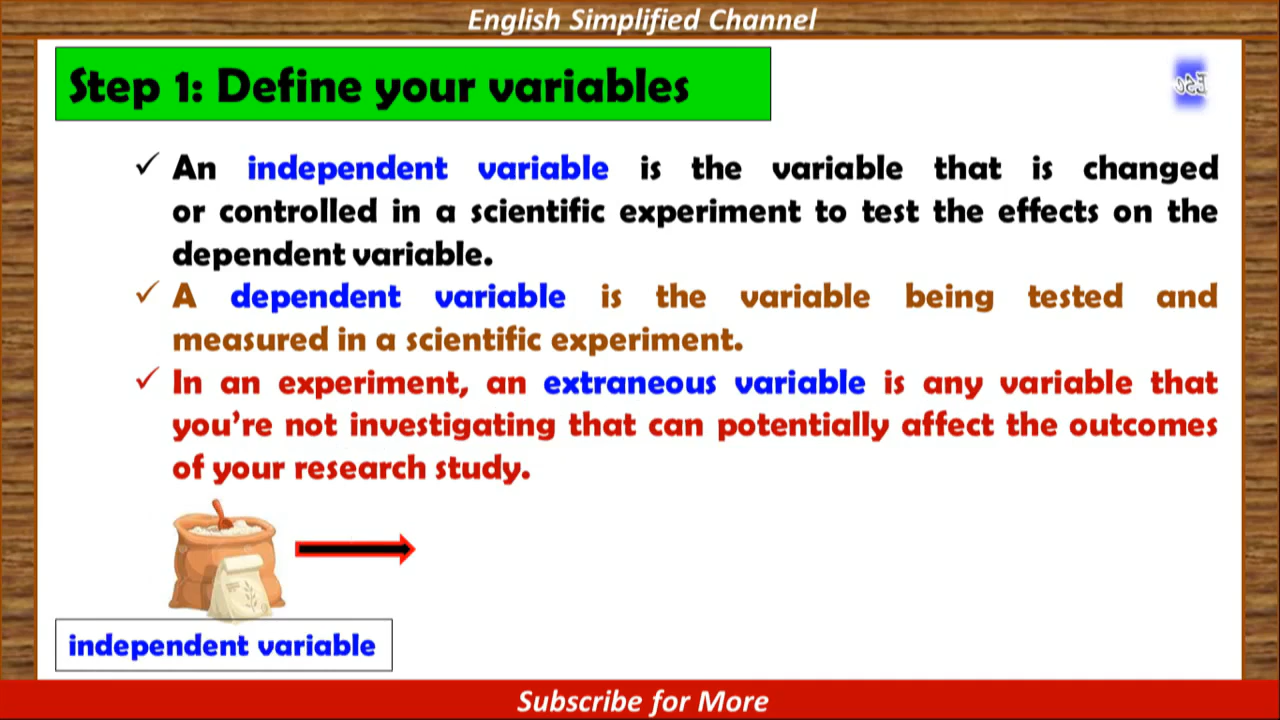 English Simplified Channel
Step 1: Define your variables
✓ An independent variable is the variable that is changed
or controlled in a scientific experiment to test the effects on the
dependent variable.
✓ A dependent variable is the variable being tested and
measured in a scientific experiment.
✓ In an experiment, an extraneous variable is any variable that
you’re not investigating that can potentially affect the outcomes
of your research study.
independent variable
Subscribe for More